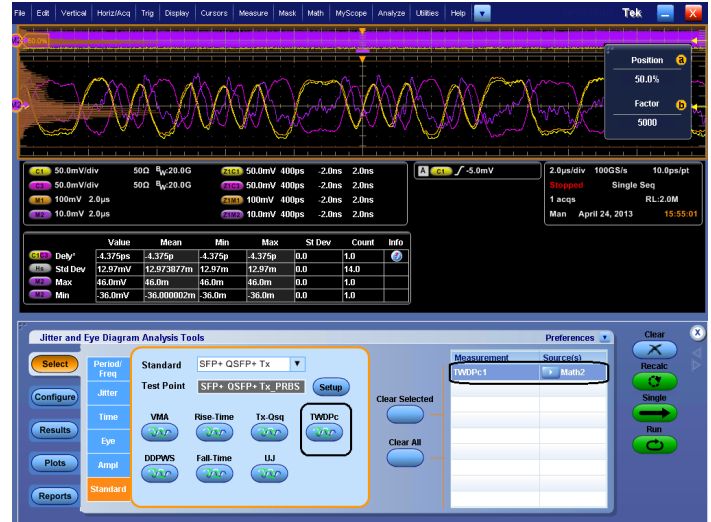 File Edit Vertical Horiz/Acq Trig Display Cursors Measure Mask Math MyScope Analyze Utilities Help Tek X
50.0%
Position a
50.0%
Factor b
5000
M2
C1 50.0mV/div 50Ω BW:20.0G Z1C1 50.0mV 400ps -2.0ns 2.0ns
C3 50.0mV/div 50Ω BW:20.0G Z1C3 50.0mV 400ps -2.0ns 2.0ns
M1 100mV 2.0µs Z1M1 100mV 400ps -2.0ns 2.0ns
M2 10.0mV 2.0µs Z1M2 10.0mV 400ps -2.0ns 2.0ns
A C1 -5.0mV
2.0µs/div 100GS/s 10.0ps/pt
Stopped Single Seq
1 acqs RL:2.0M
Man April 24, 2013 15:55:01
Value Mean Min Max St Dev Count Info
C1C3 Dely* -4.375ps -4.375p -4.375p -4.375p 0.0 1.0
Hs Std Dev 12.97mV 12.973877m 12.97m 12.97m 0.0 14.0
M2 Max 46.0mV 46.0m 46.0m 46.0m 0.0 1.0
M2 Min -36.0mV -36.000002m -36.0m -36.0m 0.0 1.0
Jitter and Eye Diagram Analysis Tools Preferences
Clear X
Select
Configure
Results
Plots
Reports
Period/
Freq
Jitter
Time
Eye
Ampl
Standard
Standard SFP+ QSFP+ Tx
Test Point SFP+ QSFP+ Tx_PRBS Setup
VMA Rise-Time Tx-Qsq TWDPc
DDPWS Fall-Time UJ
Clear Selected
Clear All
Measurement Source(s)
TWDPc1 Math2
Recalc
Single
Run